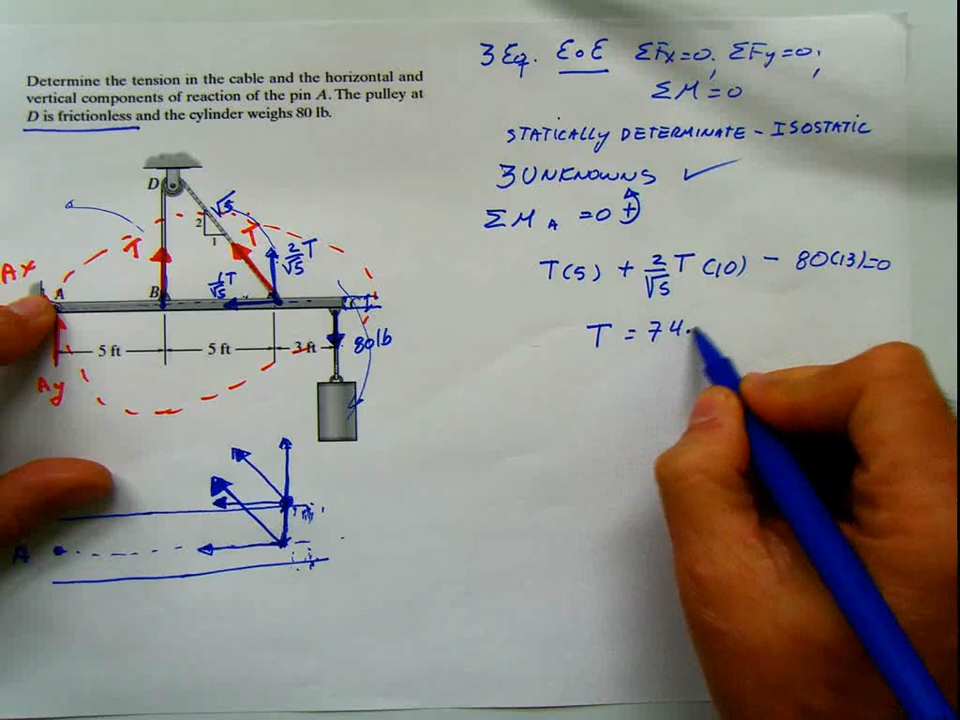 Determine the tension in the cable and the horizontal and
vertical components of reaction of the pin A. The pulley at
D is frictionless and the cylinder weighs 80 lb.
3 Eq. EoE ΣFx=0; ΣFy=0;
ΣM=0
STATICALLY DETERMINATE - ISOSTATIC
3 UNKNOWNS ✓
ΣM A =0 +
T(5) + 2/√5 T(10) - 80(13)=0
T = 74.
D
√5
2
1
T
T
2/√5 T
Ax
A
B
1/√5 T
5 ft
5 ft
3 ft
80lb
Ay
A